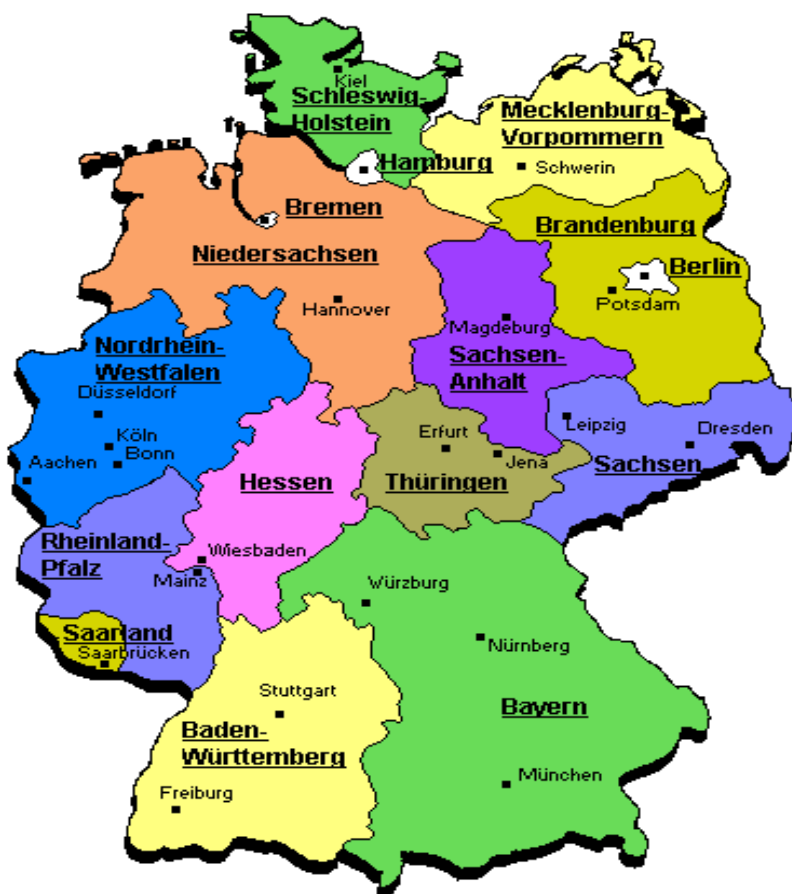 Kiel
Schleswig-
Holstein
Mecklenburg-
Vorpommern
Hamburg
Schwerin
Bremen
Brandenburg
Niedersachsen
Berlin
Potsdam
Hannover
Magdeburg
Nordrhein-
Westfalen
Sachsen-
Anhalt
Düsseldorf
Leipzig
Dresden
Köln
Bonn
Erfurt
Jena
Aachen
Sachsen
Hessen
Thüringen
Rheinland-
Pfalz
Wiesbaden
Mainz
Würzburg
Saarland
Saarbrücken
Nürnberg
Stuttgart
Bayern
Baden-
Württemberg
München
Freiburg